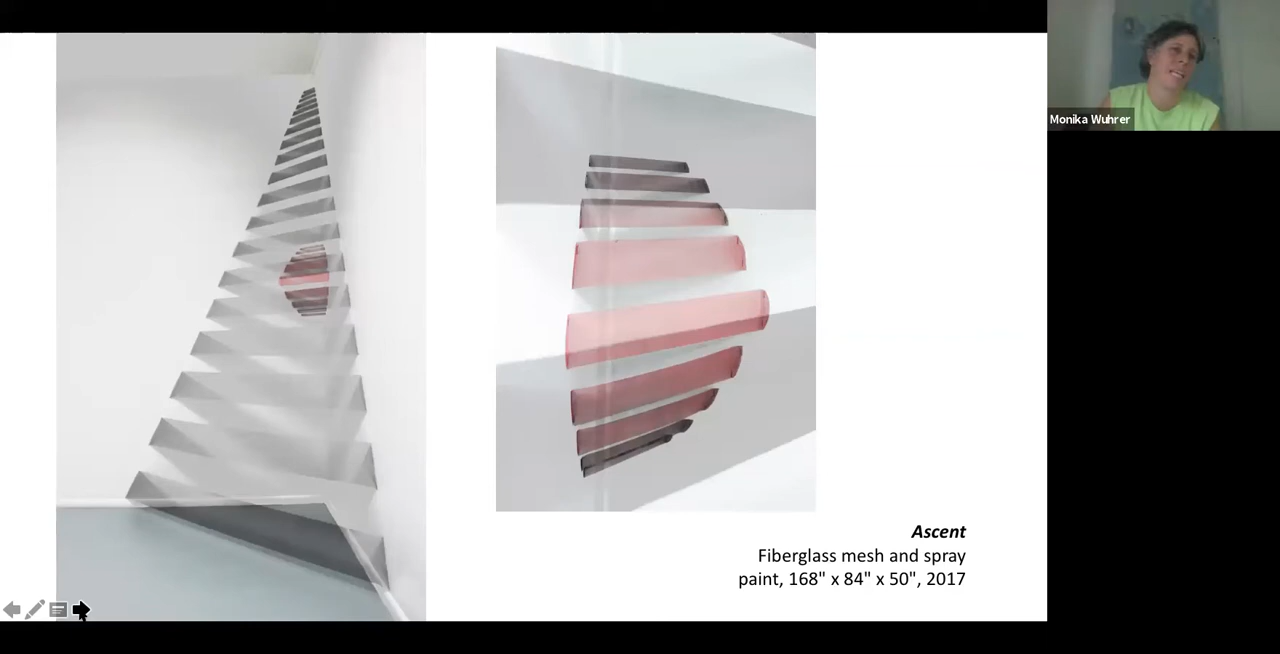 Monika Wuhrer
Ascent
Fiberglass mesh and spray
paint, 168" x 84" x 50", 2017